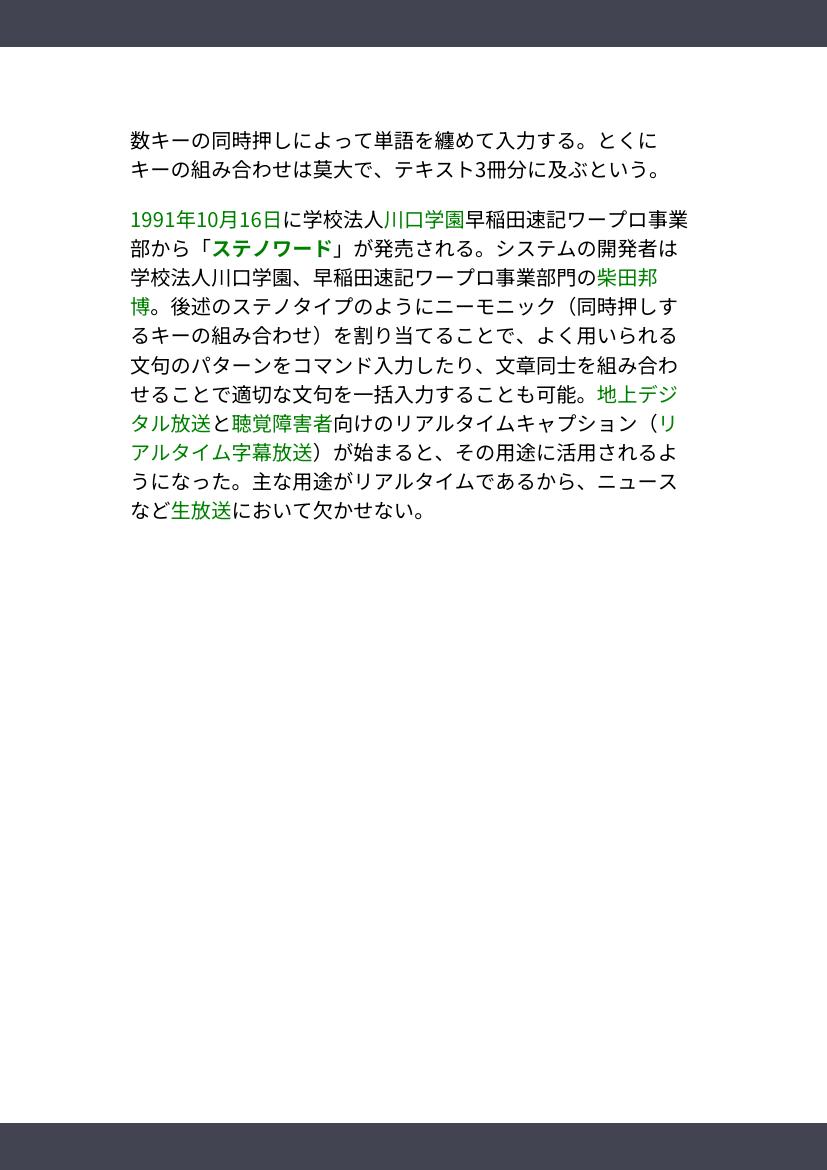 数キーの同時押しによって単語を纏めて入力する。とくに
キーの組み合わせは莫大で、テキスト3冊分に及ぶという。
1991年10月16日に学校法人川口学園早稲田速記ワープロ事業
部から「ステノワード」が発売される。システムの開発者は
学校法人川口学園、早稲田速記ワープロ事業部門の柴田邦
博。後述のステノタイプのようにニーモニック（同時押しす
るキーの組み合わせ）を割り当てることで、よく用いられる
文句のパターンをコマンド入力したり、文章同士を組み合わ
せることで適切な文句を一括入力することも可能。地上デジ
タル放送と聴覚障害者向けのリアルタイムキャプション（リ
アルタイム字幕放送）が始まると、その用途に活用されるよ
うになった。主な用途がリアルタイムであるから、ニュース
など生放送において欠かせない。